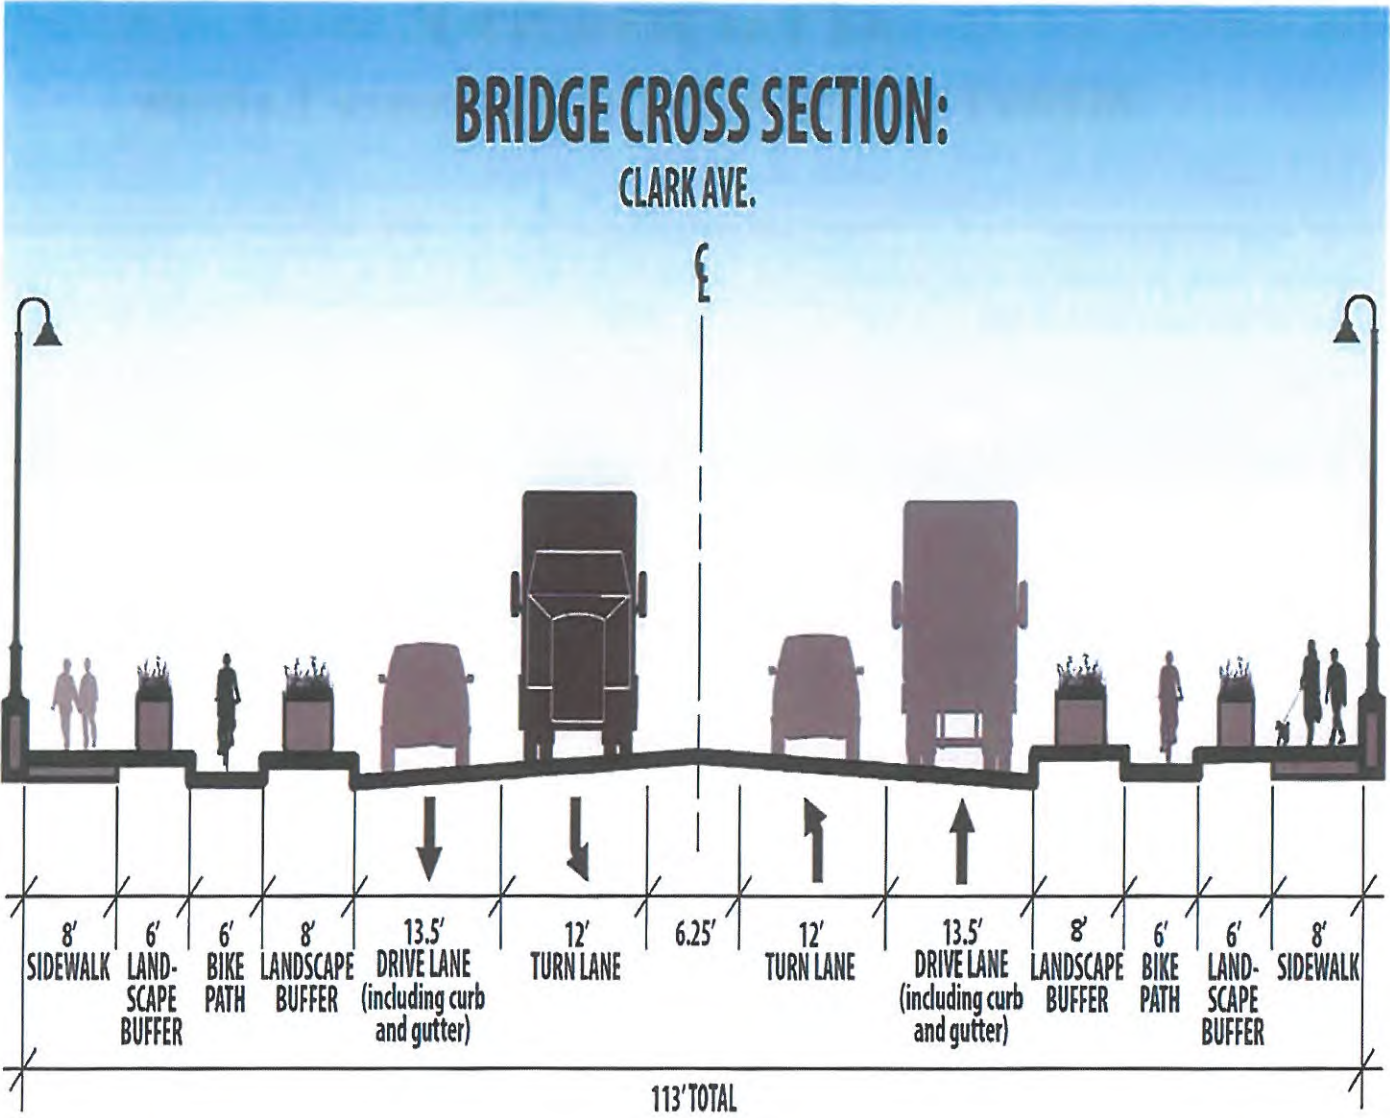 BRIDGE CROSS SECTION:
CLARK AVE.
℄
8' SIDEWALK
6' LAND-
SCAPE
BUFFER
6' BIKE
PATH
8' LANDSCAPE
BUFFER
13.5'
DRIVE LANE
(including curb
and gutter)
12'
TURN LANE
6.25'
12'
TURN LANE
13.5'
DRIVE LANE
(including curb
and gutter)
8'
LANDSCAPE
BUFFER
6'
BIKE
PATH
6'
LAND-
SCAPE
BUFFER
8'
SIDEWALK
113' TOTAL